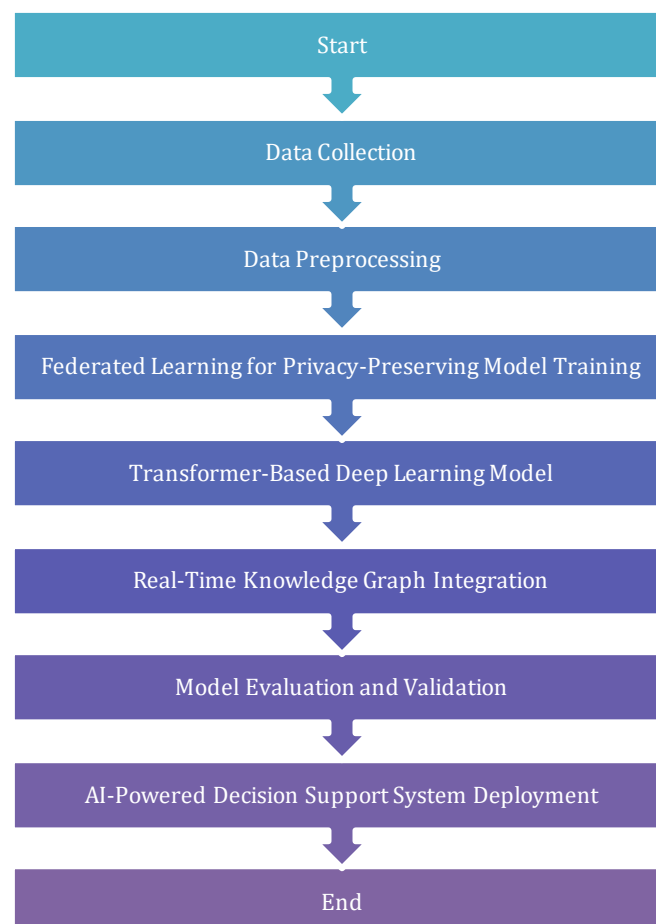 Start
Data Collection
Data Preprocessing
Federated Learning for Privacy-Preserving Model Training
Transformer-Based Deep Learning Model
Real-Time Knowledge Graph Integration
Model Evaluation and Validation
AI-Powered Decision Support System Deployment
End